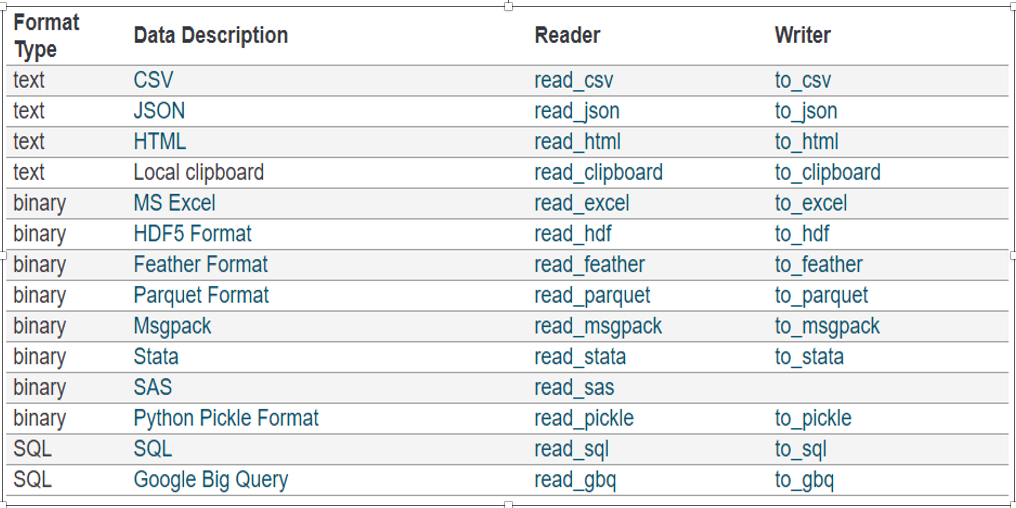 Format Type Data Description Reader Writer
text CSV read_csv to_csv
text JSON read_json to_json
text HTML read_html to_html
text Local clipboard read_clipboard to_clipboard
binary MS Excel read_excel to_excel
binary HDF5 Format read_hdf to_hdf
binary Feather Format read_feather to_feather
binary Parquet Format read_parquet to_parquet
binary Msgpack read_msgpack to_msgpack
binary Stata read_stata to_stata
binary SAS read_sas
binary Python Pickle Format read_pickle to_pickle
SQL SQL read_sql to_sql
SQL Google Big Query read_gbq to_gbq